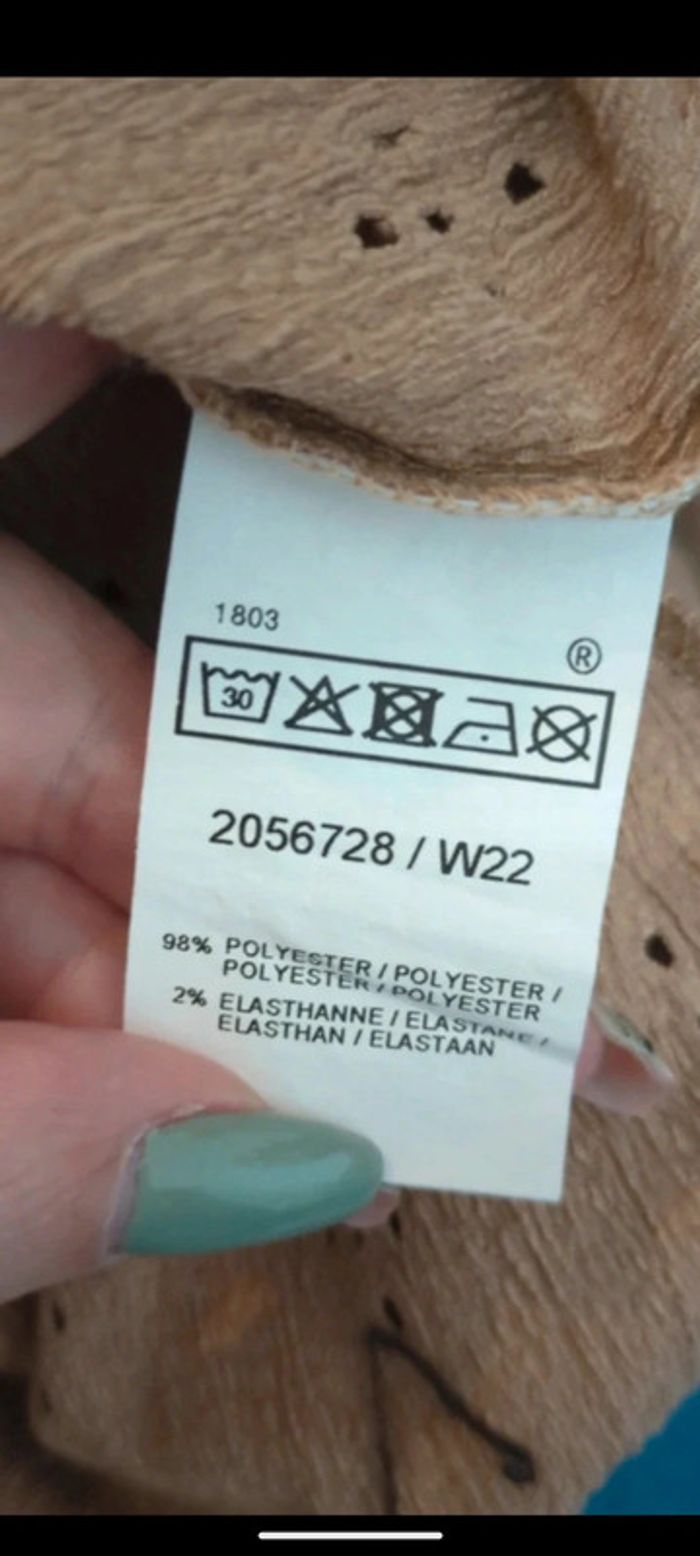 1803
®
30
2056728 / W22
98% POLYESTER / POLYESTER /
POLYESTER / POLYESTER
2% ELASTHANNE / ELASTANE /
ELASTHAN / ELASTAAN